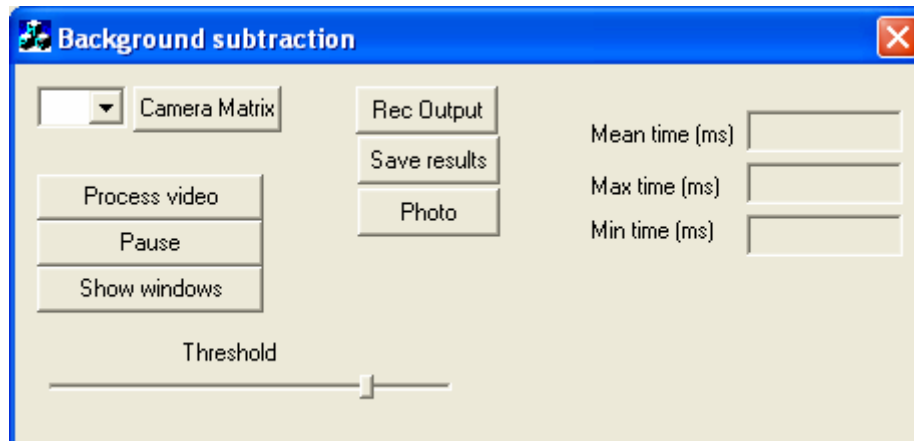 Background subtraction
Camera Matrix
Rec Output
Save results
Photo
Process video
Pause
Show windows
Mean time (ms)
Max time (ms)
Min time (ms)
Threshold